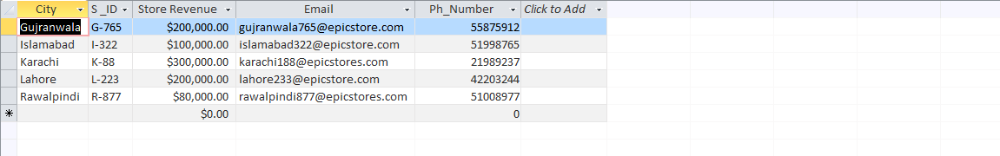 City S _ID Store Revenue Email Ph_Number Click to Add
Gujranwala G-765 $200,000.00 gujranwala765@epicstore.com 55875912
Islamabad I-322 $100,000.00 islamabad322@epicstore.com 51998765
Karachi K-88 $300,000.00 karachi188@epicstores.com 21989237
Lahore L-223 $200,000.00 lahore233@epicstores.com 42203244
Rawalpindi R-877 $80,000.00 rawalpindi877@epicstores.com 51008977
* $0.00 0